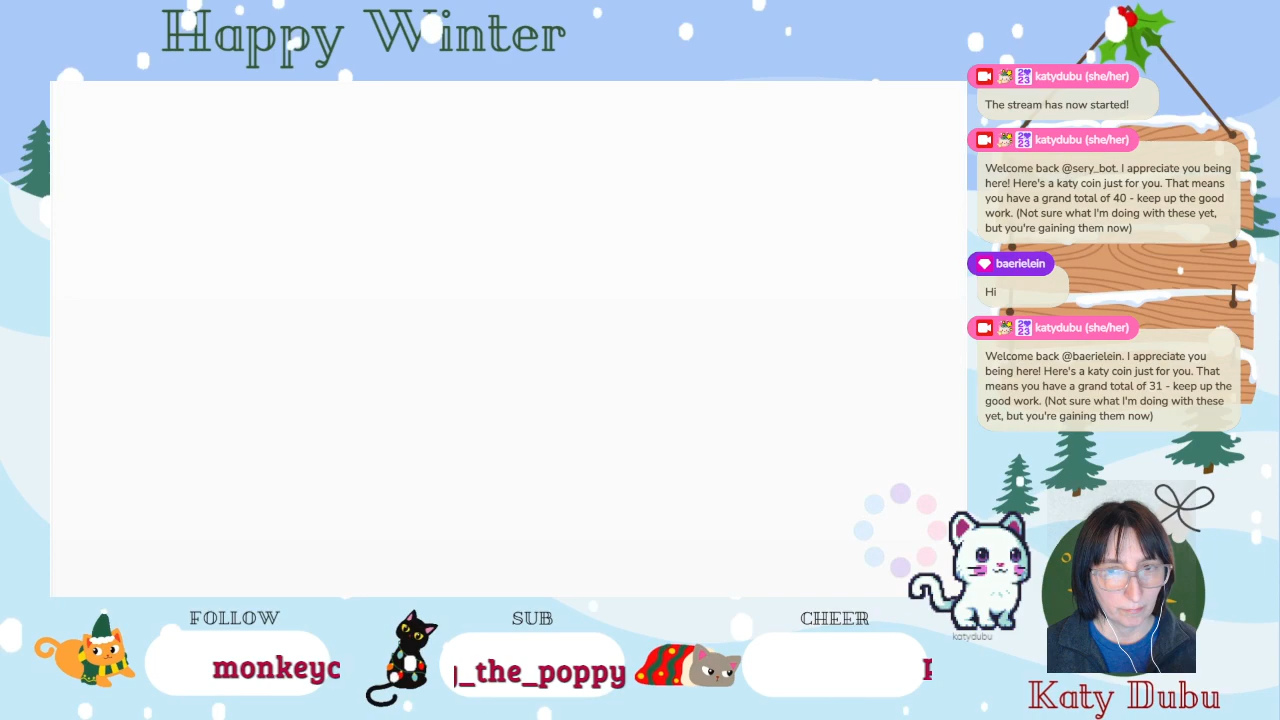 Happy Winter
katydubu (she/her)
The stream has now started!
katydubu (she/her)
Welcome back @sery_bot. I appreciate you being
here! Here's a katy coin just for you. That means
you have a grand total of 40 - keep up the good
work. (Not sure what I'm doing with these yet,
but you're gaining them now)
baerielein
Hi
katydubu (she/her)
Welcome back @baerielein. I appreciate you
being here! Here's a katy coin just for you. That
means you have a grand total of 31 - keep up the
good work. (Not sure what I'm doing with these
yet, but you're gaining them now)
katydubu
FOLLOW
monkeyc
SUB
_the_poppy
CHEER
Katy Dubu